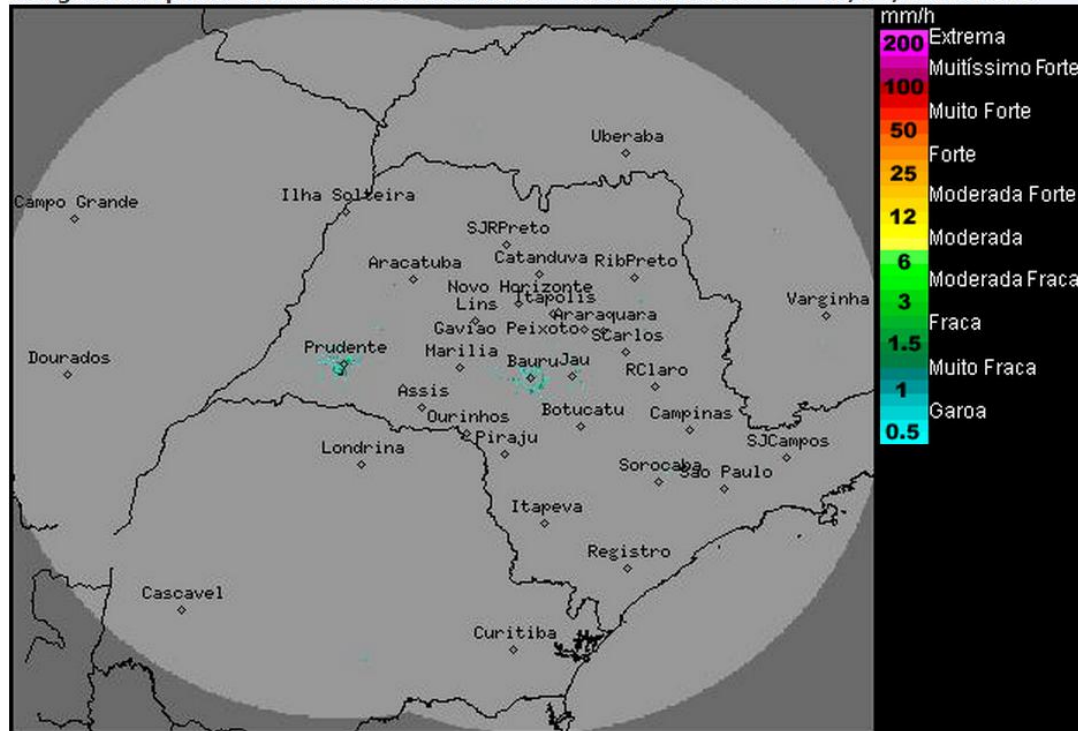 mm/h
200 Extrema
Muitíssimo Forte
100
Muito Forte
50
Forte
25
Moderada Forte
12
Moderada
6
Moderada Fraca
3
Fraca
1.5
Muito Fraca
1
Garoa
0.5
Uberaba
Campo Grande
Ilha Solteira
SJRPreto
Catanduva
RibPreto
Aracatuba
Novo Horizonte
Lins
Itapolis
Varginha
Araraquara
Gaviao Peixoto
SCarlos
Prudente
Marilia
Dourados
Bauru
Jau
RClaro
Assis
Botucatu
Campinas
Ourinhos
Piraju
SJCampos
Londrina
Sorocaba
Sao Paulo
Itapeva
Registro
Cascavel
Curitiba